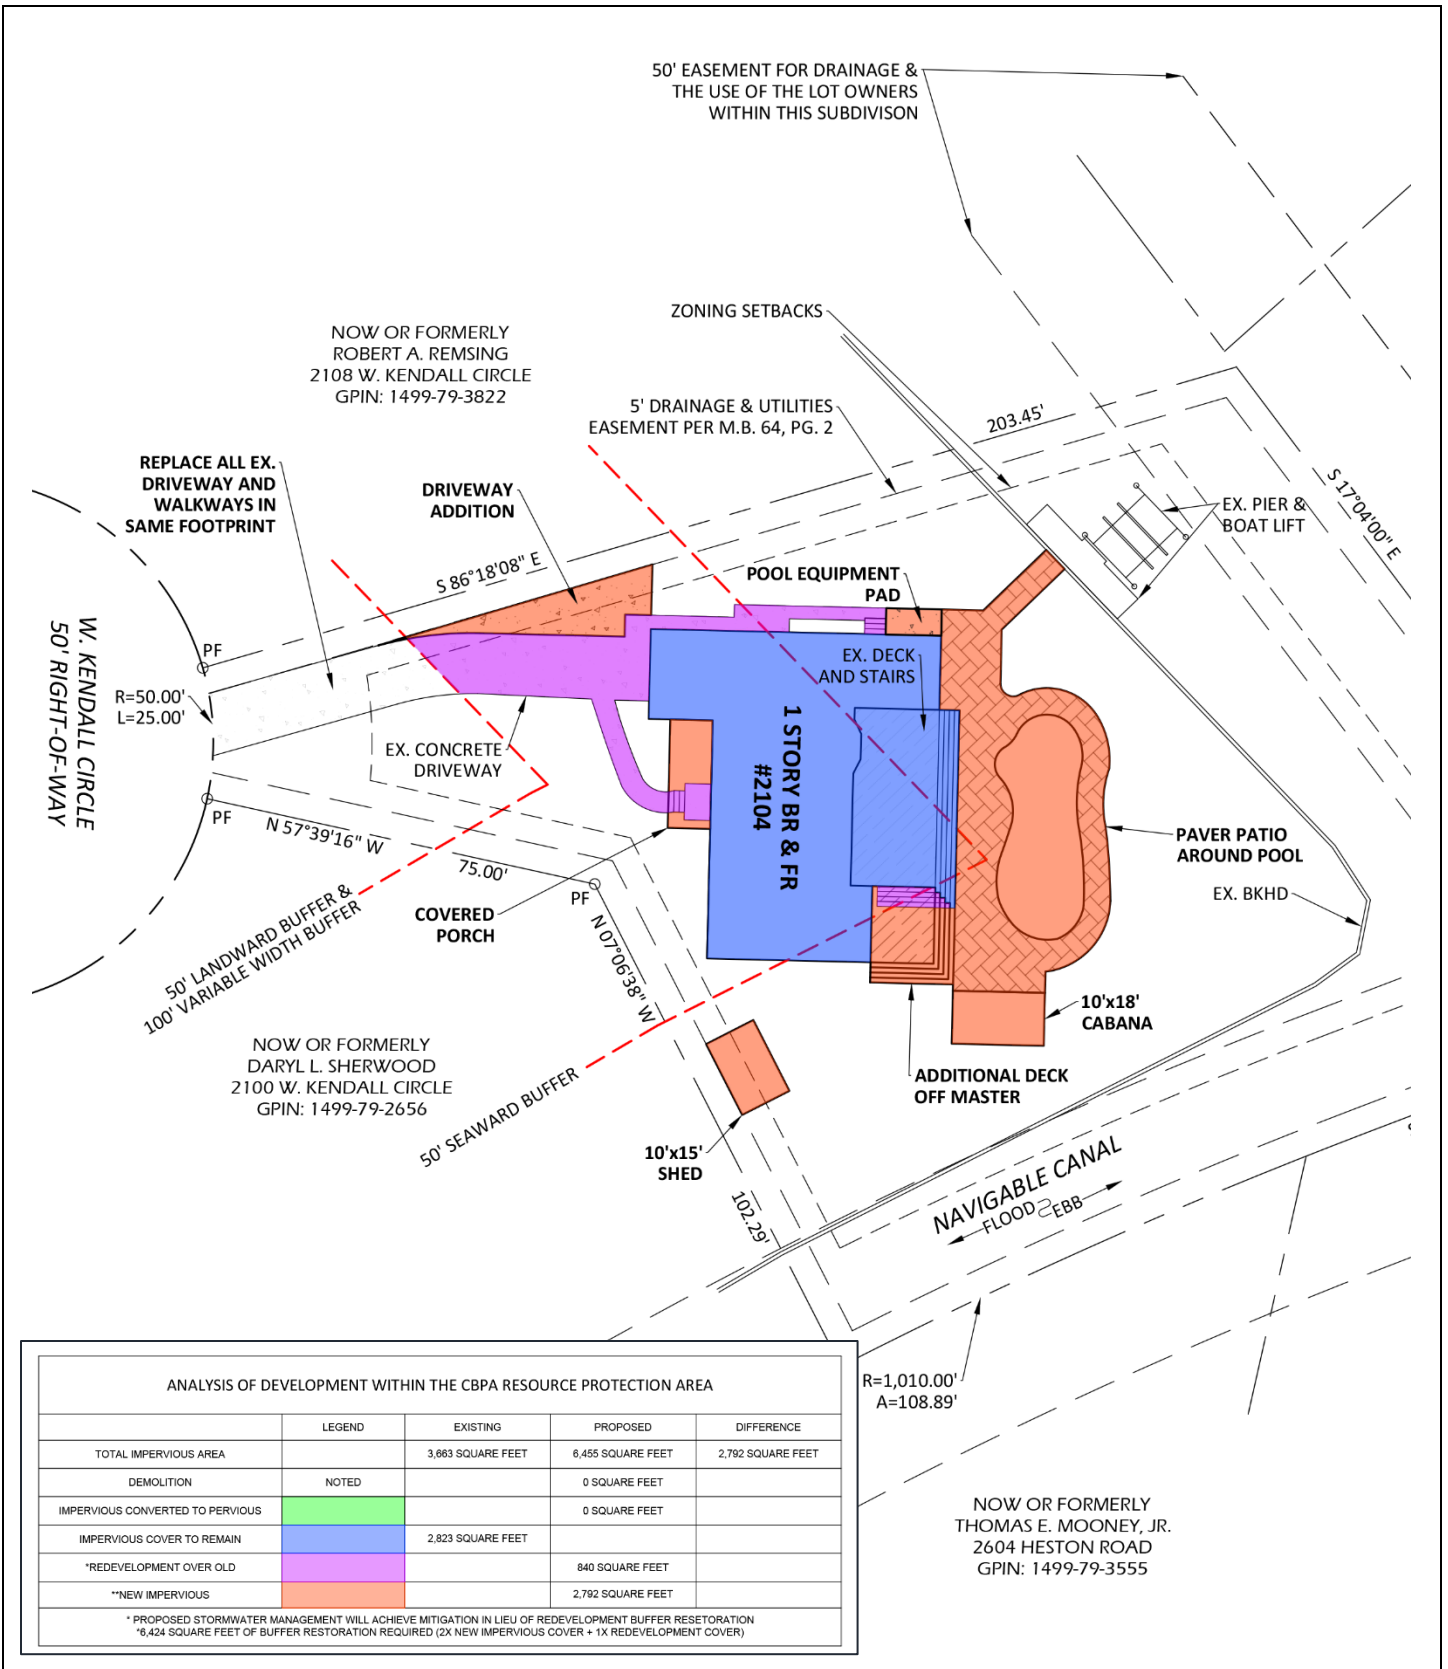 50' EASEMENT FOR DRAINAGE &
THE USE OF THE LOT OWNERS
WITHIN THIS SUBDIVISON
ZONING SETBACKS
NOW OR FORMERLY
ROBERT A. REMSING
2108 W. KENDALL CIRCLE
GPIN: 1499-79-3822
5' DRAINAGE & UTILITIES
EASEMENT PER M.B. 64, PG. 2
203.45'
S 17°04'00" E
REPLACE ALL EX.
DRIVEWAY AND
WALKWAYS IN
SAME FOOTPRINT
DRIVEWAY
ADDITION
EX. PIER &
BOAT LIFT
S 86°18'08" E
POOL EQUIPMENT
PAD
W. KENDALL CIRCLE
50' RIGHT-OF-WAY
PF
R=50.00'
L=25.00'
EX. DECK
AND STAIRS
1 STORY BR & FR
#2104
EX. CONCRETE
DRIVEWAY
PF
N 57°39'16" W
75.00'
PF
PAVER PATIO
AROUND POOL
EX. BKHD
COVERED
PORCH
N 07°06'38" W
50' LANDWARD BUFFER &
100' VARIABLE WIDTH BUFFER
10'x18'
CABANA
NOW OR FORMERLY
DARYL L. SHERWOOD
2100 W. KENDALL CIRCLE
GPIN: 1499-79-2656
50' SEAWARD BUFFER
ADDITIONAL DECK
OFF MASTER
10'x15'
SHED
102.29'
NAVIGABLE CANAL
FLOOD EBB
R=1,010.00'
A=108.89'
ANALYSIS OF DEVELOPMENT WITHIN THE CBPA RESOURCE PROTECTION AREA
LEGEND EXISTING PROPOSED DIFFERENCE
TOTAL IMPERVIOUS AREA 3,663 SQUARE FEET 6,455 SQUARE FEET 2,792 SQUARE FEET
DEMOLITION NOTED 0 SQUARE FEET
IMPERVIOUS CONVERTED TO PERVIOUS 0 SQUARE FEET
IMPERVIOUS COVER TO REMAIN 2,823 SQUARE FEET
*REDEVELOPMENT OVER OLD 840 SQUARE FEET
**NEW IMPERVIOUS 2,792 SQUARE FEET
* PROPOSED STORMWATER MANAGEMENT WILL ACHIEVE MITIGATION IN LIEU OF REDEVELOPMENT BUFFER RESETORATION
*6,424 SQUARE FEET OF BUFFER RESTORATION REQUIRED (2X NEW IMPERVIOUS COVER + 1X REDEVELOPMENT COVER)
NOW OR FORMERLY
THOMAS E. MOONEY, JR.
2604 HESTON ROAD
GPIN: 1499-79-3555